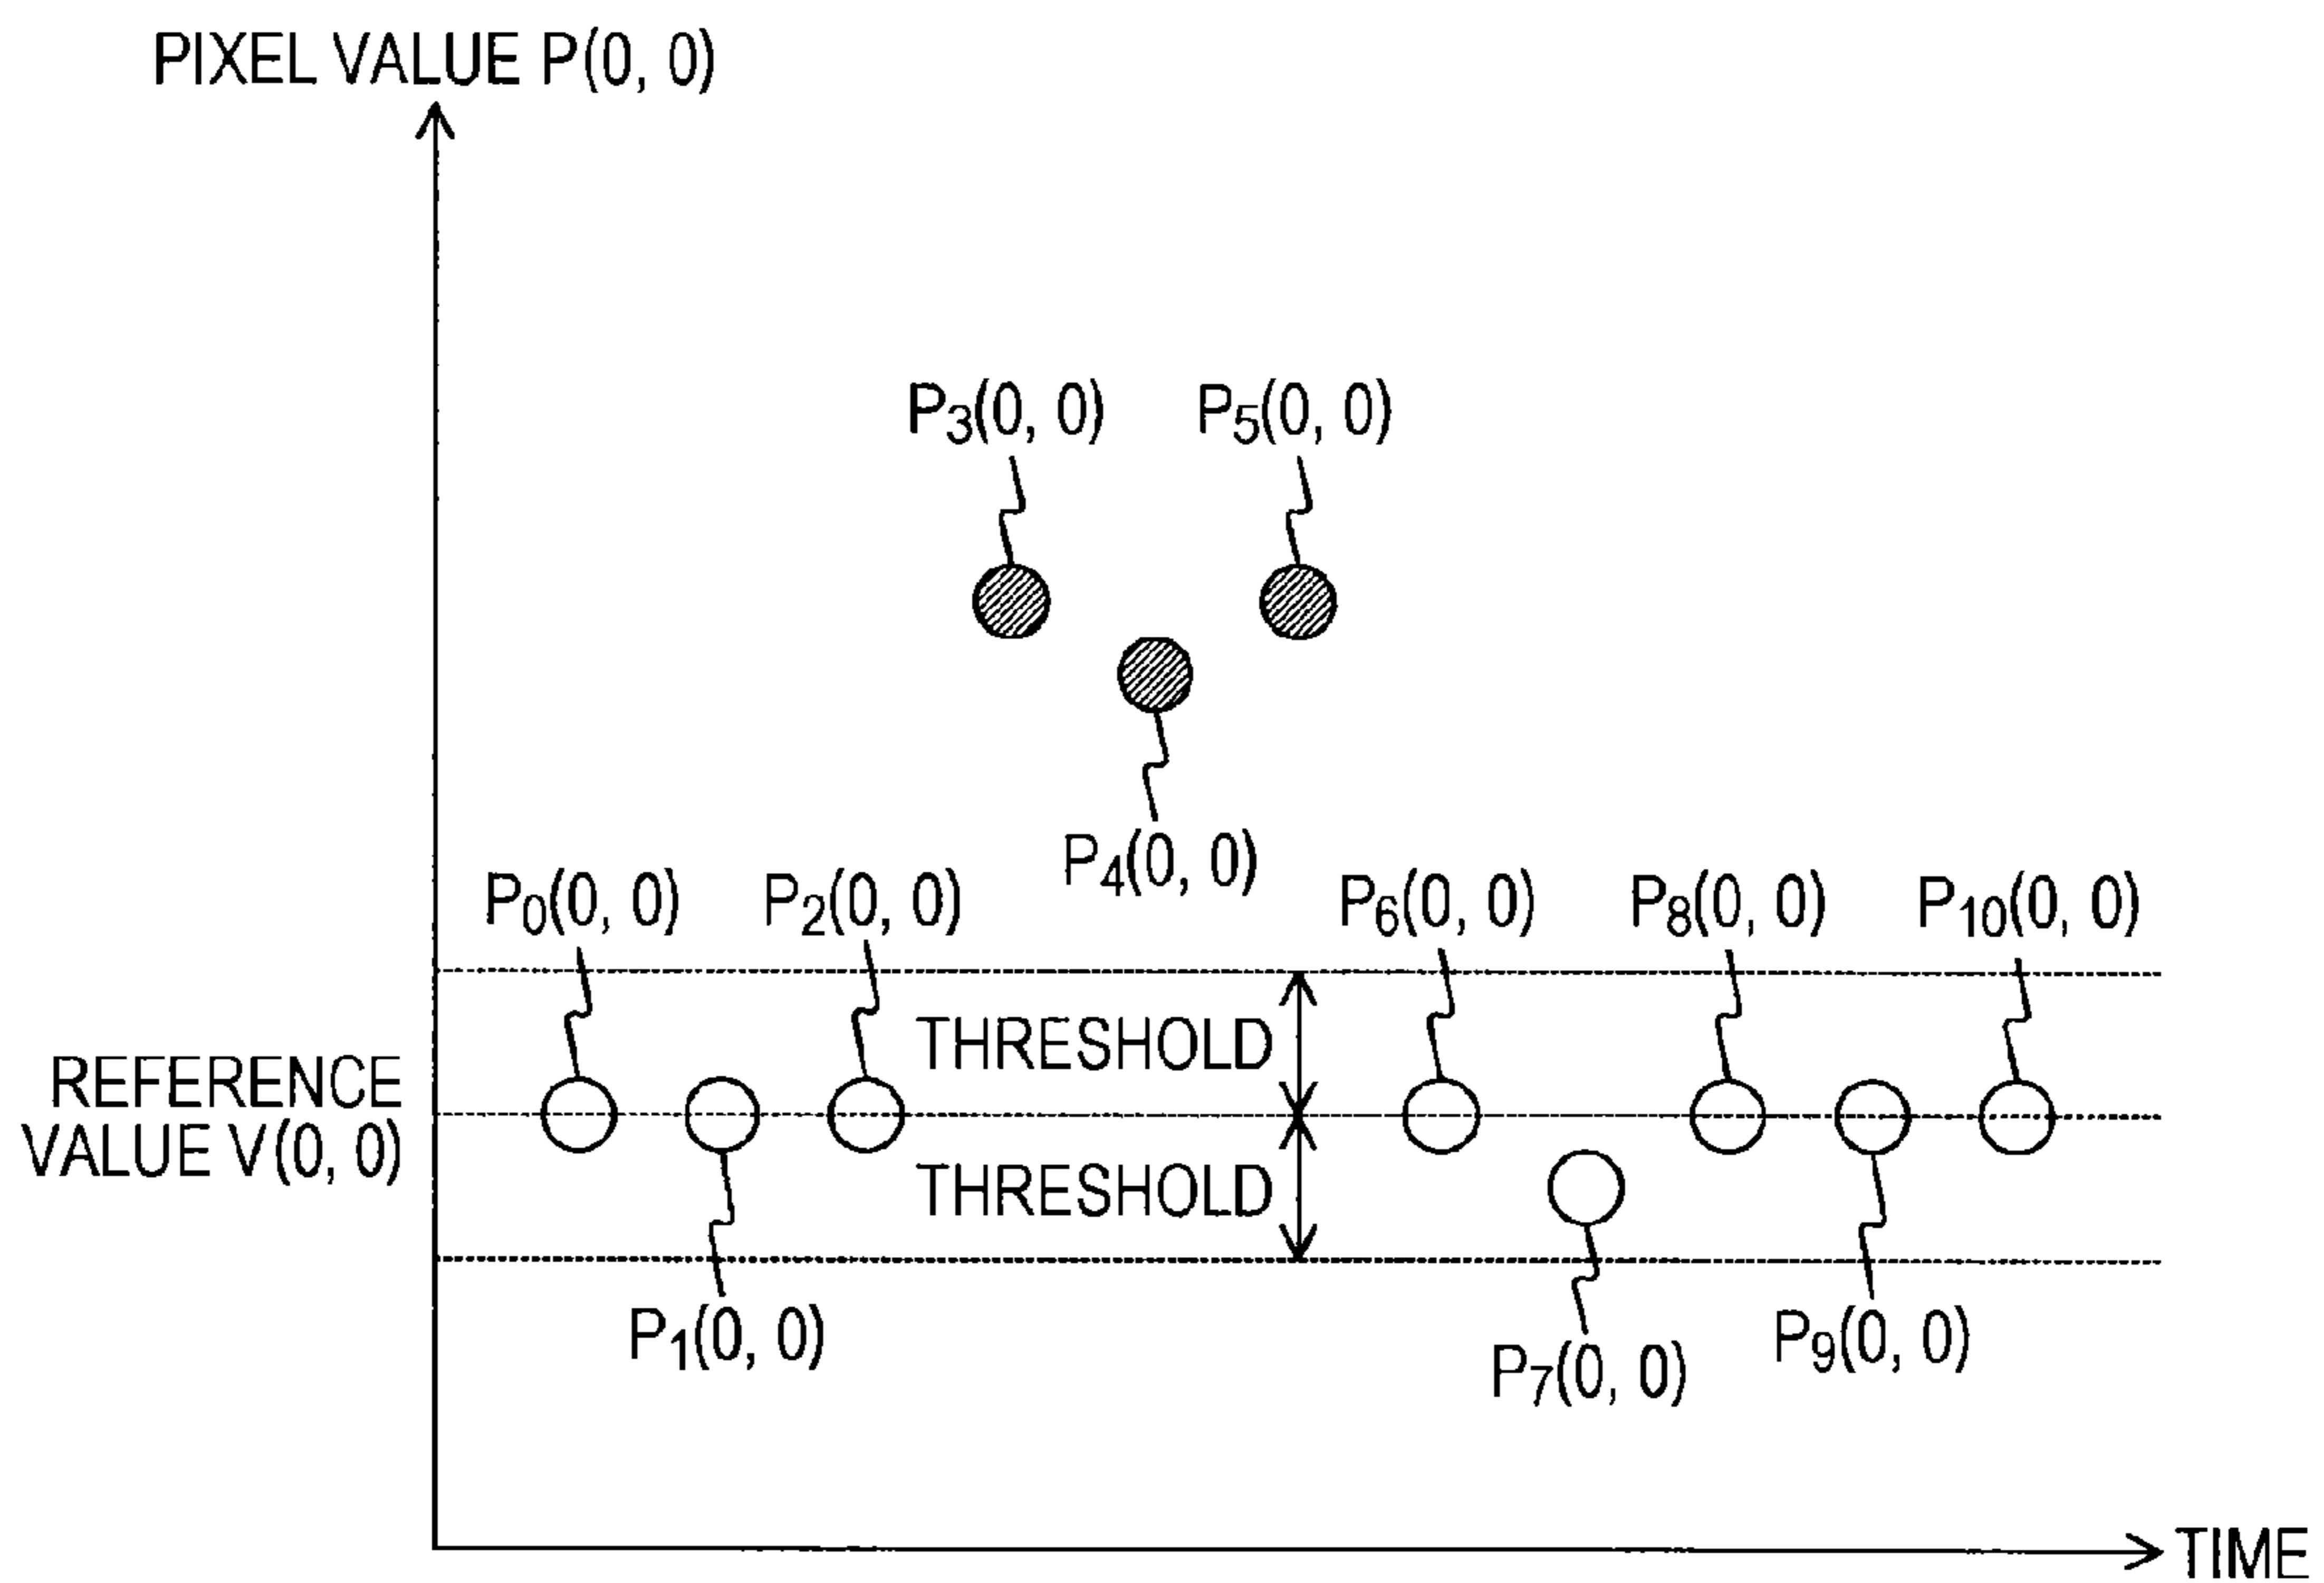 PIXEL VALUE P(0, 0)
P3(0, 0) P5(0, 0)
P4(0, 0)
P0(0, 0) P2(0, 0) P6(0, 0) P8(0, 0) P10(0, 0)
THRESHOLD
REFERENCE
VALUE V(0, 0)
THRESHOLD
P1(0, 0) P9(0, 0)
P7(0, 0)
TIME